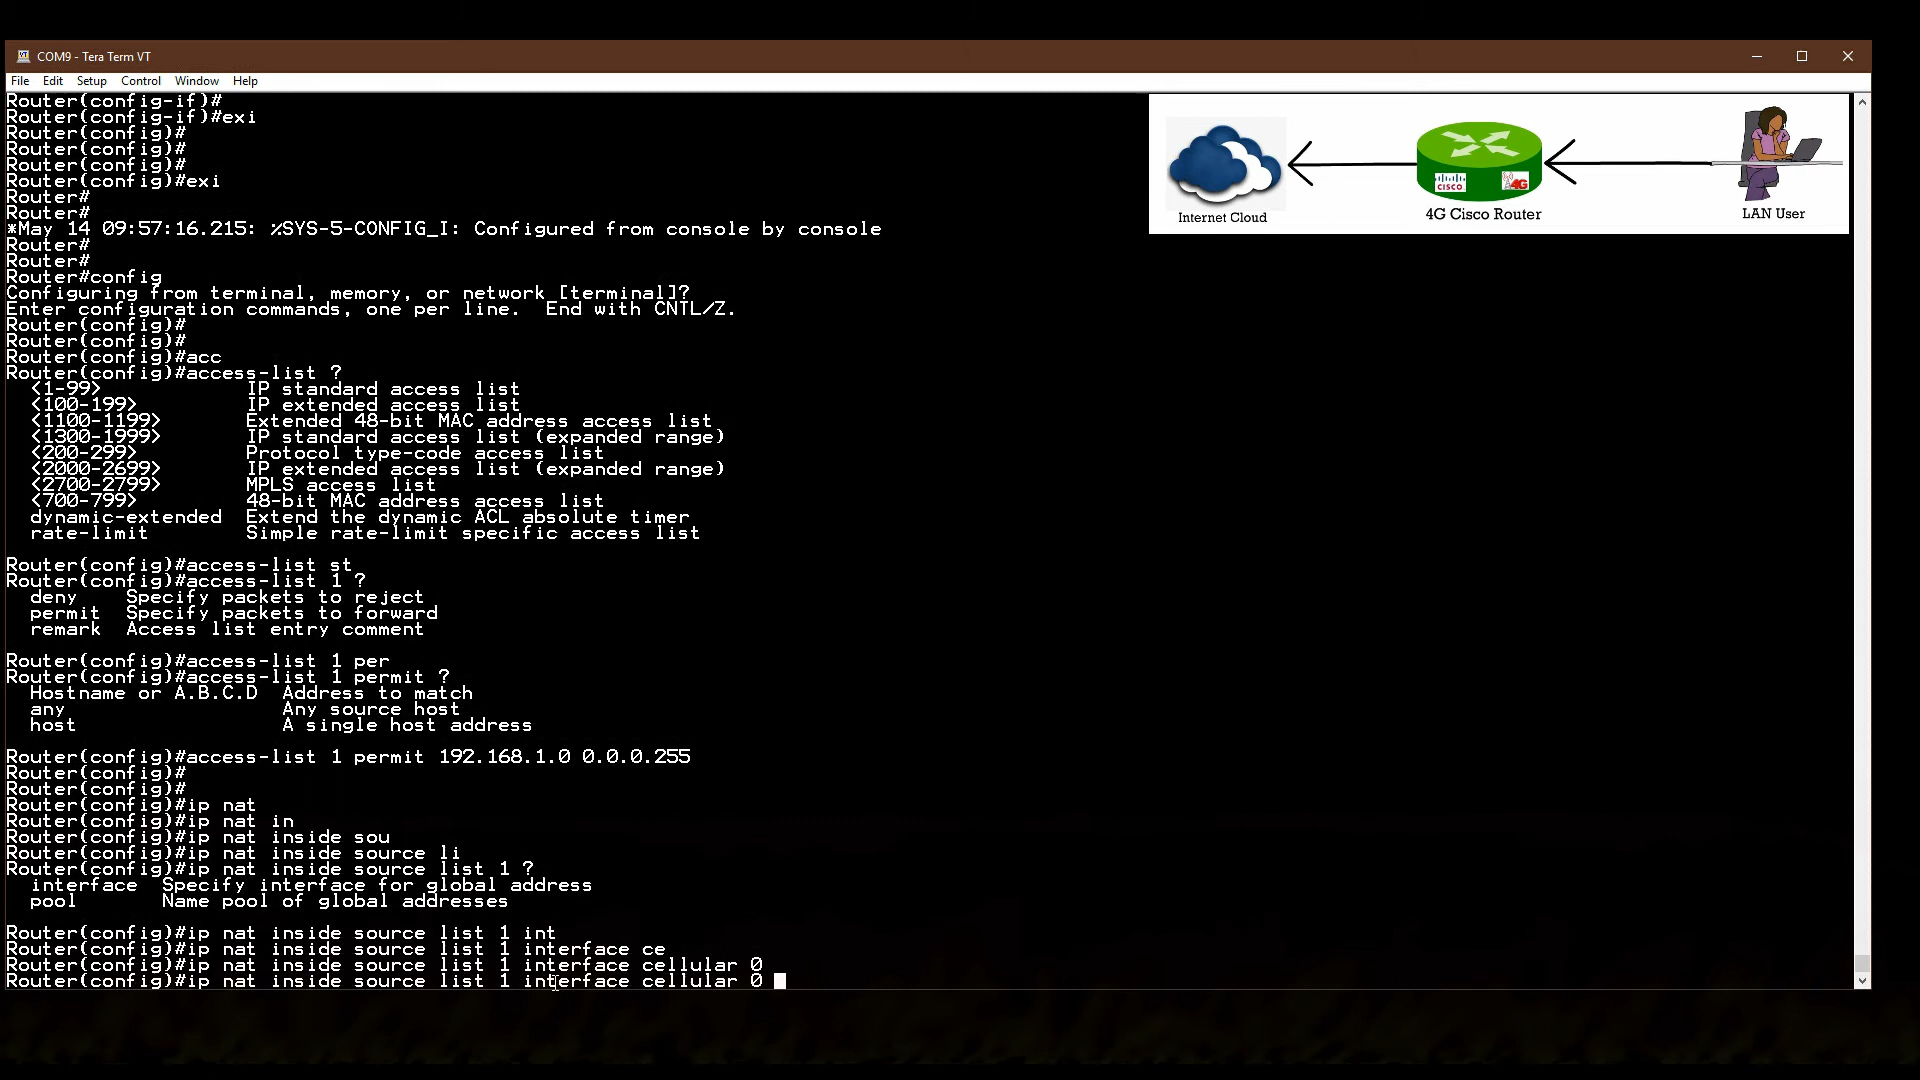 COM9 - Tera Term VT
File Edit Setup Control Window Help
Router(config-if)#
Router(config-if)#exi
Router(config)#
Router(config)#
Router(config)#
Router(config)#exi
Router#
Router#
*May 14 09:57:16.215: %SYS-5-CONFIG_I: Configured from console by console
Router#
Router#
Router#config
Configuring from terminal, memory, or network [terminal]?
Enter configuration commands, one per line.  End with CNTL/Z.
Router(config)#
Router(config)#
Router(config)#acc
Router(config)#access-list ?
<1-99> IP standard access list
<100-199> IP extended access list
<1100-1199> Extended 48-bit MAC address access list
<1300-1999> IP standard access list (expanded range)
<200-299> Protocol type-code access list
<2000-2699> IP extended access list (expanded range)
<2700-2799> MPLS access list
<700-799> 48-bit MAC address access list
dynamic-extended Extend the dynamic ACL absolute timer
rate-limit Simple rate-limit specific access list
Router(config)#access-list st
Router(config)#access-list 1 ?
deny Specify packets to reject
permit Specify packets to forward
remark Access list entry comment
Router(config)#access-list 1 per
Router(config)#access-list 1 permit ?
Hostname or A.B.C.D Address to match
any Any source host
host A single host address
Router(config)#access-list 1 permit 192.168.1.0 0.0.0.255
Router(config)#
Router(config)#
Router(config)#ip nat
Router(config)#ip nat in
Router(config)#ip nat inside sou
Router(config)#ip nat inside source li
Router(config)#ip nat inside source list 1 ?
interface Specify interface for global address
pool Name pool of global addresses
Router(config)#ip nat inside source list 1 int
Router(config)#ip nat inside source list 1 interface ce
Router(config)#ip nat inside source list 1 interface cellular 0
Router(config)#ip nat inside source list 1 interface cellular 0
CISCO
4G
Internet Cloud
4G Cisco Router
LAN User